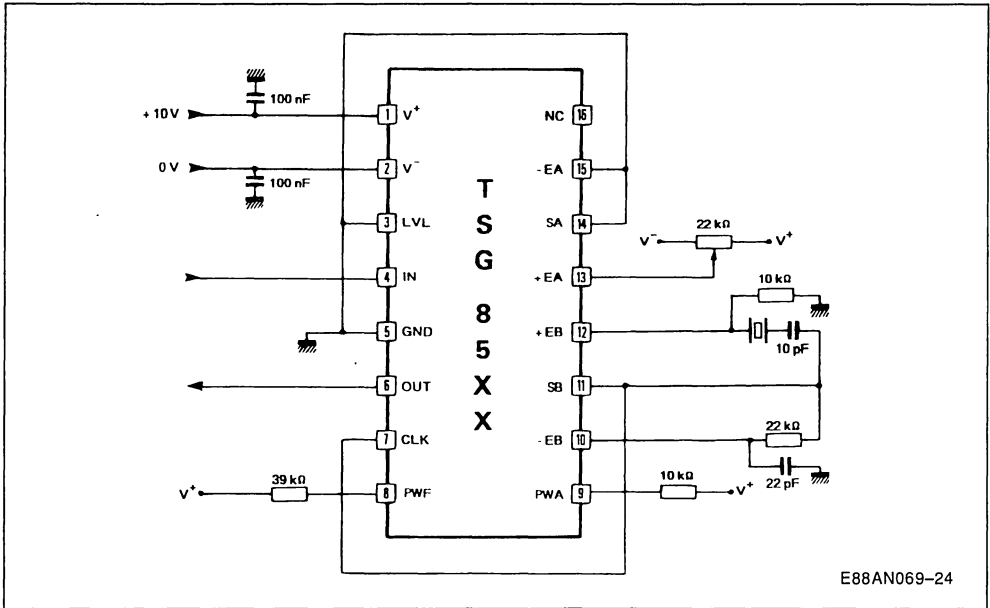 100 nF
+ 10V
1 V+
0 V
2 V-
100 nF
3 LVL
4 IN
5 GND
6 OUT
7 CLK
V+
39 kΩ
8 PWF
TSG 85XX
NC 16
-EA 15
SA 14
22 kΩ
V-
V+
+EA 13
10 kΩ
+EB 12
10 pF
SB 11
22 kΩ
-EB 10
22 pF
10 kΩ
PWA 9
V+
E88AN069-24